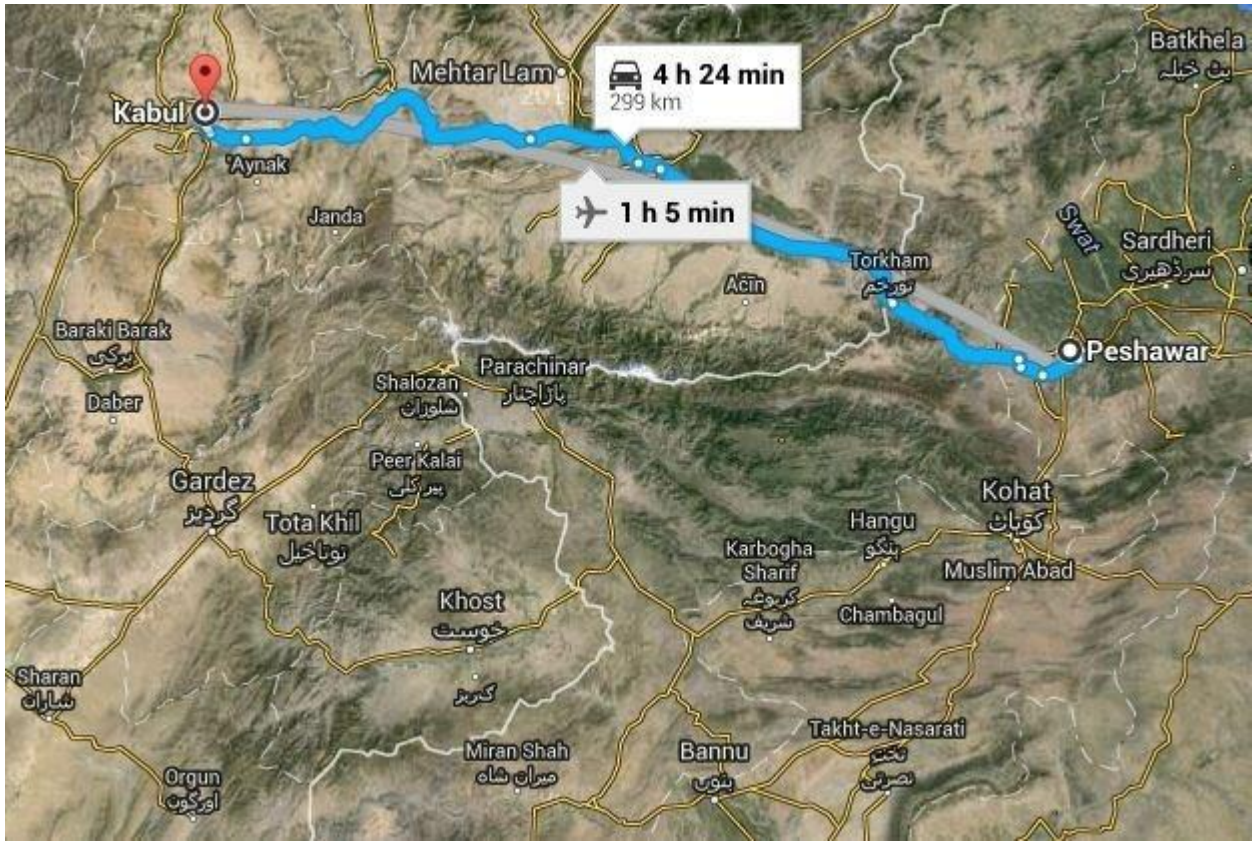 Batkhela
بٹ خیلہ
Mehtar Lam
4 h 24 min
299 km
Kabul
'Aynak
1 h 5 min
Janda
Swat
Sardheri
سرڈھیری
Torkham
تورخم
Ačīn
Baraki Barak
برکی
Peshawar
Parachinar
پاڑاچنار
Shalozan
شلوزان
Daber
Peer Kalai
پیر کلی
Gardez
گردیز
Kohat
کوہاٹ
Tota Khil
توتاخیل
Hangu
ہنگو
Karbogha
Sharif
کربوغہ
شریف
Muslim Abad
Khost
خوست
Chambagul
Sharan
شاران
گربز
Takht-e-Nasarati
تخت
نصرتی
Miran Shah
میران شاہ
Bannu
بنوں
Orgun
اورگون